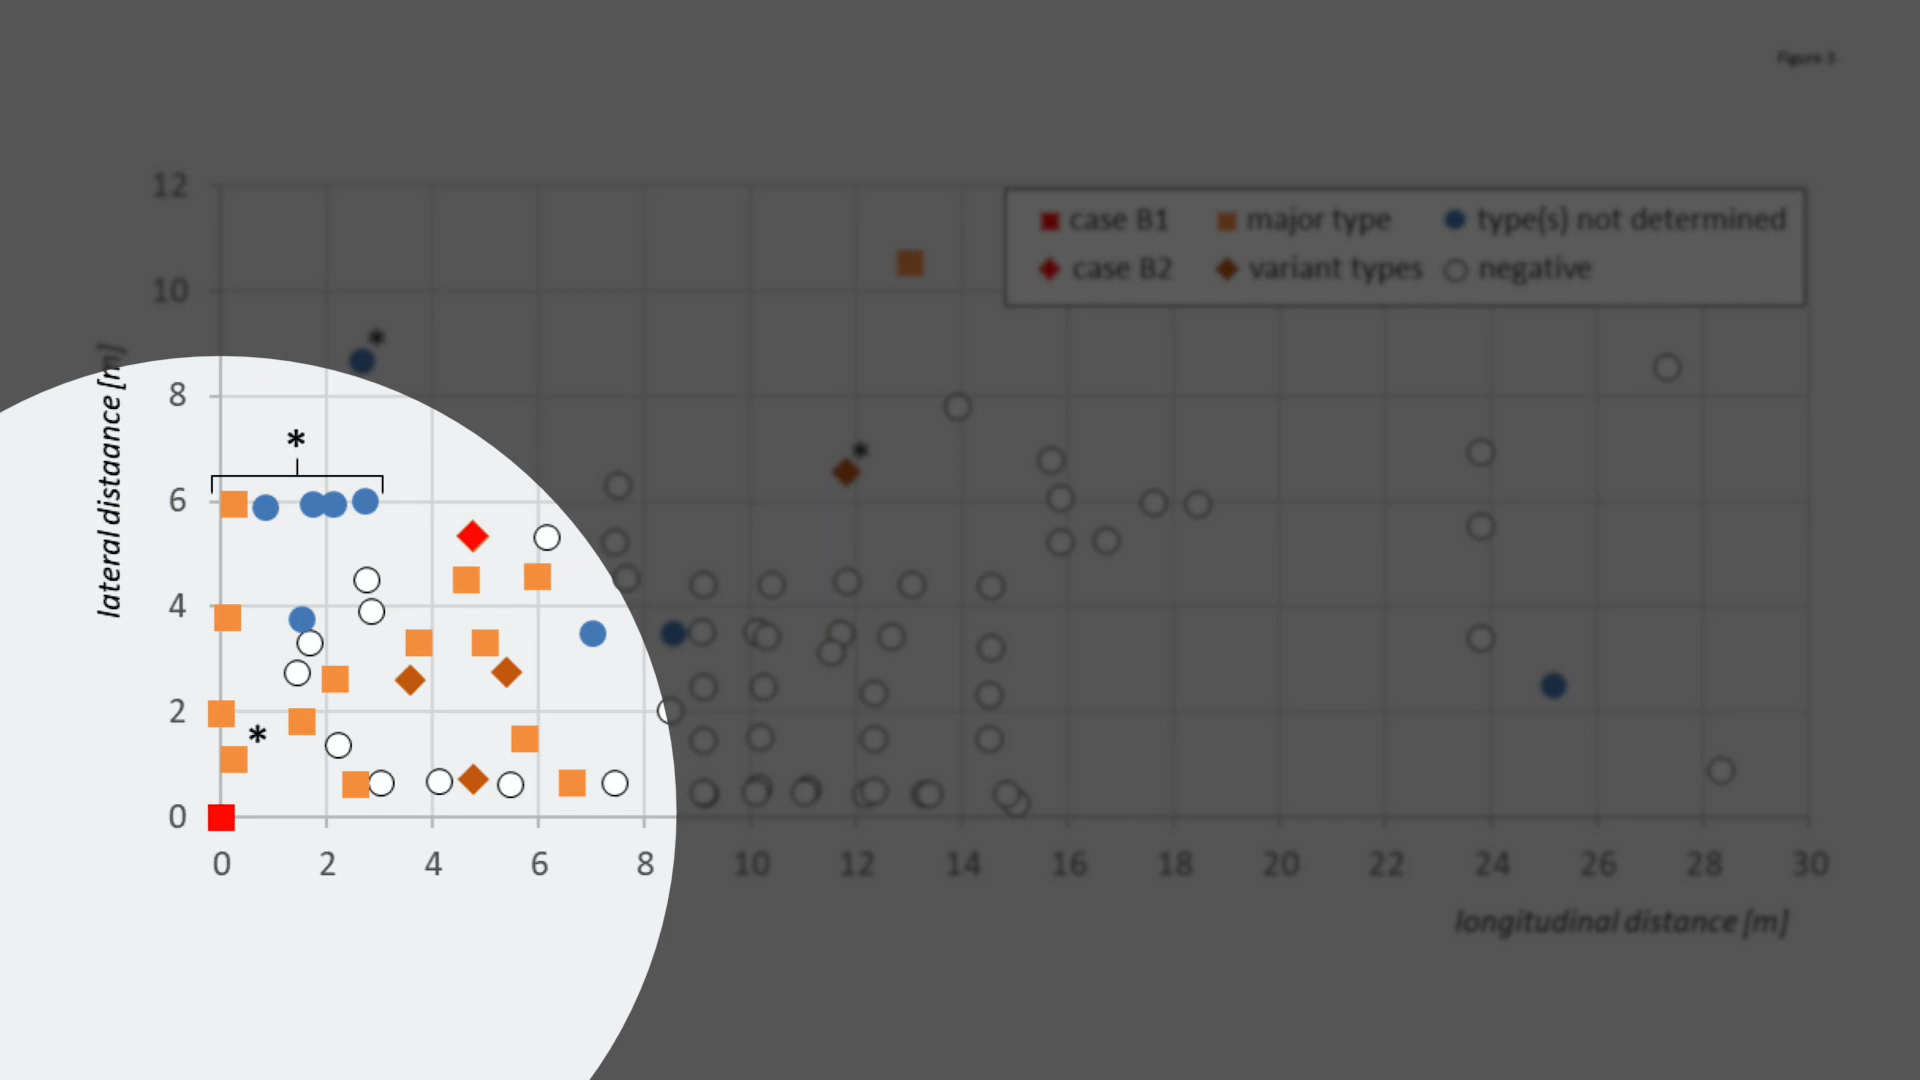 Figure 3
12
10
8
6
4
2
0
lateral distaance [m]
case B1
major type
type(s) not determined
case B2
variant types
negative
*
*
*
*
0 2 4 6 8 10 12 14 16 18 20 22 24 26 28 30
longitudinal distance [m]